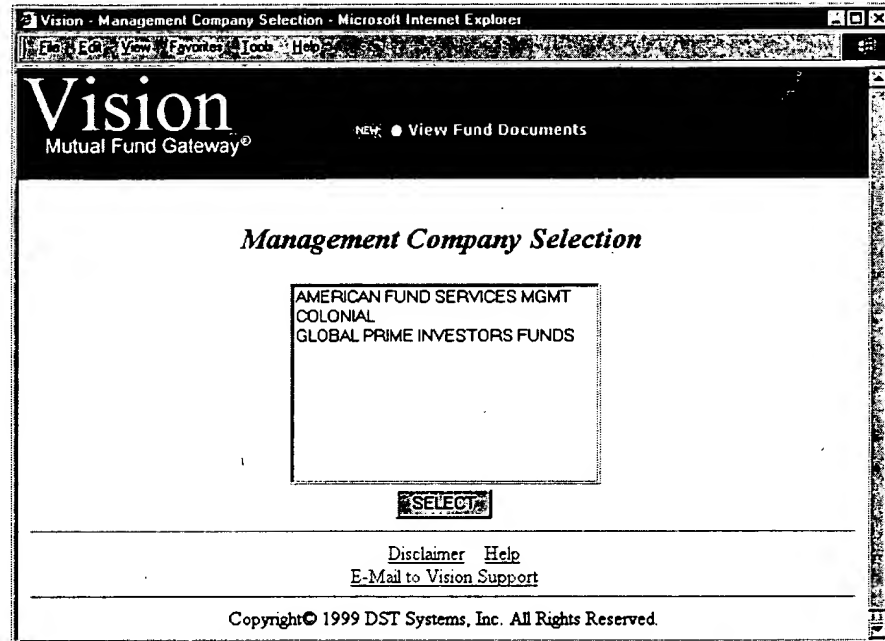 Vision - Management Company Selection - Microsoft Internet Explorer
File Edit View Favorites Tools Help
Vision
Mutual Fund Gateway®
NEW View Fund Documents
Management Company Selection
AMERICAN FUND SERVICES MGMT
COLONIAL
GLOBAL PRIME INVESTORS FUNDS
SELECT
Disclaimer Help
E-Mail to Vision Support
Copyright© 1999 DST Systems, Inc. All Rights Reserved.